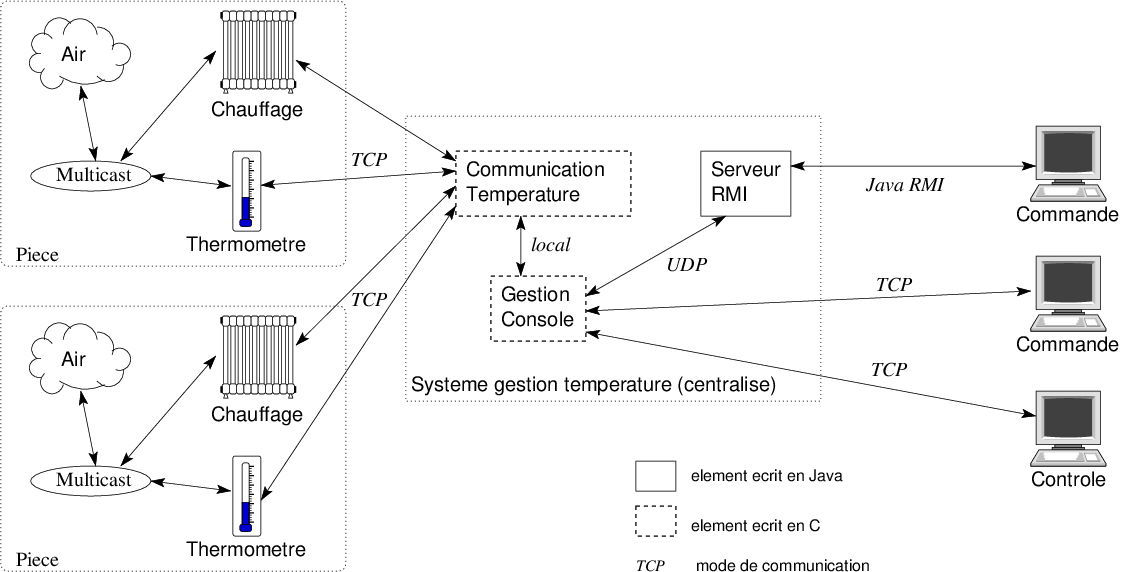 Air
Chauffage
Multicast
Thermometre
Piece
TCP
Communication
Temperature
local
Gestion
Console
Serveur
RMI
UDP
Java RMI
Commande
TCP
Commande
TCP
Controle
Systeme gestion temperature (centralise)
TCP
Air
Chauffage
Multicast
Thermometre
Piece
element ecrit en Java
element ecrit en C
TCP mode de communication